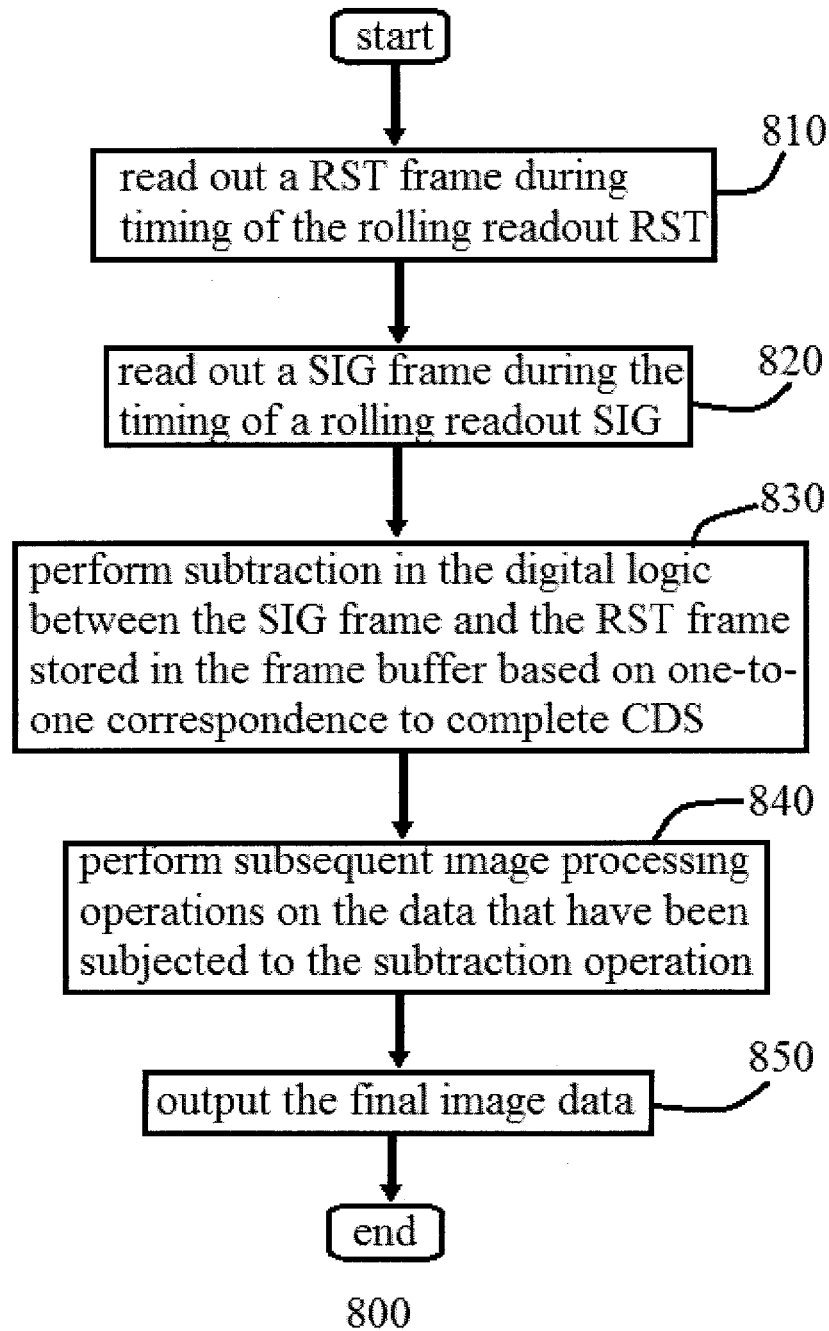 start
810
read out a RST frame during
timing of the rolling readout RST
820
read out a SIG frame during the
timing of a rolling readout SIG
830
perform subtraction in the digital logic
between the SIG frame and the RST frame
stored in the frame buffer based on one-to-
one correspondence to complete CDS
840
perform subsequent image processing
operations on the data that have been
subjected to the subtraction operation
850
output the final image data
end
800